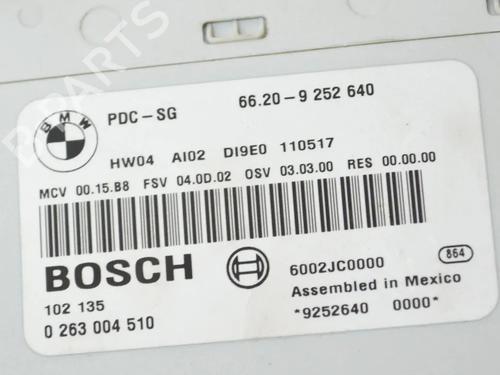 B-PARTS
BMW
PDC-SG 66.20-9 252 640
HW04 AI02 DI9E0 110517
MCV 00.15.B8 FSV 04.0D.02 OSV 03.03.00 RES 00.00.00
BOSCH
6002JC0000 864
102 135 Assembled in Mexico
0 263 004 510 *9252640 0000*